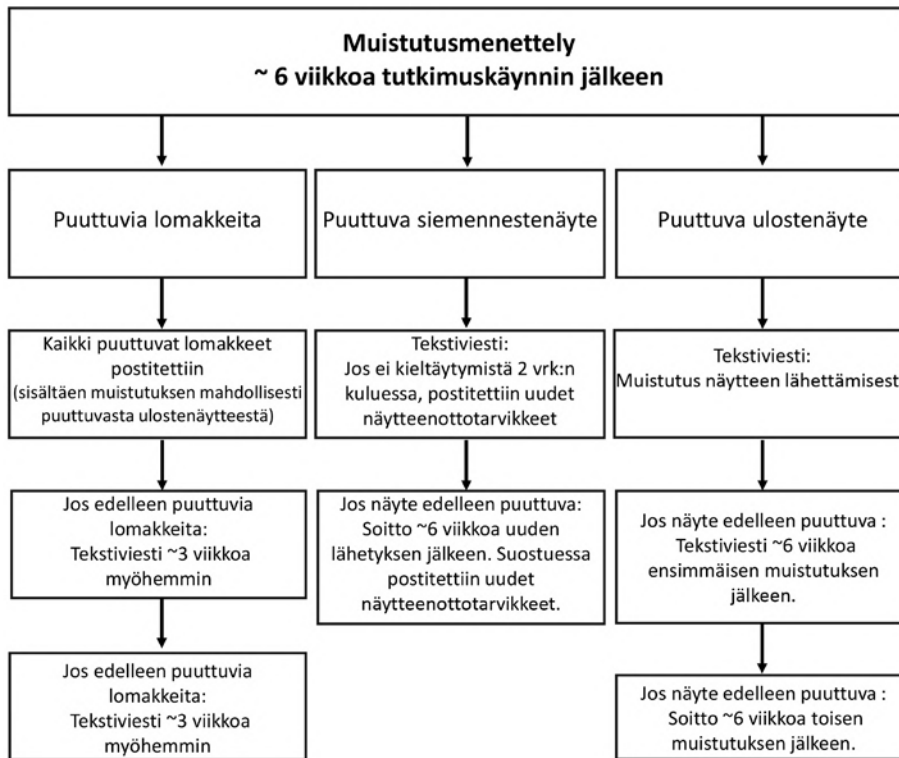 Muistutusmenettely
~ 6 viikkoa tutkimuskäynnin jälkeen
Puuttuvia lomakkeita
Puuttuva siemennestenäyte
Puuttuva ulostenäyte
Kaikki puuttuvat lomakkeet
postitettiin
(sisältäen muistutuksen mahdollisesti
puuttuvasta ulostenäytteestä)
Tekstiviesti:
Jos ei kieltäytymistä 2 vrk:n
kuluessa, postitettiin uudet
näytteenottotarvikkeet
Tekstiviesti:
Muistutus näytteen lähettämisest
Jos edelleen puuttuvia
lomakkeita:
Tekstiviesti ~3 viikkoa
myöhemmin
Jos näyte edelleen puuttuva:
Soitto ~6 viikkoa uuden
lähetyksen jälkeen. Suostuessa
postitettiin uudet
näytteenottotarvikkeet.
Jos näyte edelleen puuttuva :
Tekstiviesti ~6 viikkoa
ensimmäisen muistutuksen
jälkeen.
Jos edelleen puuttuvia
lomakkeita:
Tekstiviesti ~3 viikkoa
myöhemmin
Jos näyte edelleen puuttuva :
Soitto ~6 viikkoa toisen
muistutuksen jälkeen.